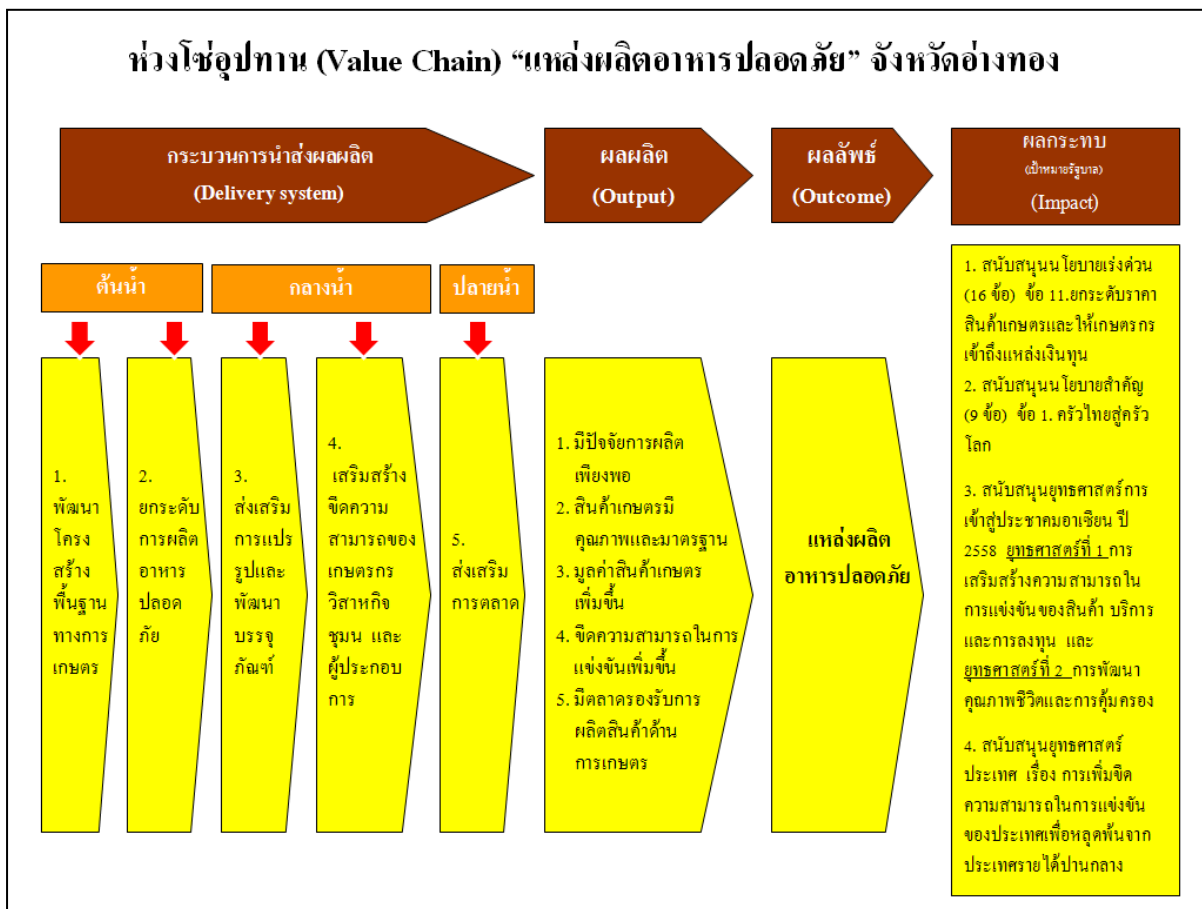 ห่วงโซ่อุปทาน (Value Chain) “แหล่งผลิตอาหารปลอดภัย” จังหวัดอ่างทอง
กระบวนการนำส่งผลผลิต
(Delivery system)
ผลผลิต
(Output)
ผลลัพธ์
(Outcome)
ผลกระทบ
(เป้าหมายรัฐบาล)
(Impact)
ต้นน้ำ
กลางน้ำ
ปลายน้ำ
1.
พัฒนา
โครง
สร้าง
พื้นฐาน
ทางการ
เกษตร
2.
ยกระดับ
การผลิต
อาหาร
ปลอด
ภัย
3.
ส่งเสริม
การแปร
รูปและ
พัฒนา
บรรจุ
ภัณฑ์
4.
เสริมสร้าง
ขีดความ
สามารถของ
เกษตรกร
วิสาหกิจ
ชุมน และ
ผู้ประกอบ
การ
5.
ส่งเสริม
การตลาด
1. มีปัจจัยการผลิต
เพียงพอ
2. สินค้าเกษตรมี
คุณภาพและมาตรฐาน
3. มูลค่าสินค้าเกษตร
เพิ่มขึ้น
4. ขีดความสามารถในการ
แข่งขันเพิ่มขึ้น
5. มีตลาดรองรับการ
ผลิตสินค้าด้าน
การเกษตร
แหล่งผลิต
อาหารปลอดภัย
1. สนับสนุนนโยบายเร่งด่วน
(16 ข้อ) ข้อ 11.ยกระดับราคา
สินค้าเกษตรและให้เกษตรกร
เข้าถึงแหล่งเงินทุน
2. สนับสนุนนโยบายสำคัญ
(9 ข้อ) ข้อ 1. ครัวไทยสู่ครัว
โลก
3. สนับสนุนยุทธศาสตร์การ
เข้าสู่ประชาคมอาเซียน ปี
2558 ยุทธศาสตร์ที่ 1 การ
เสริมสร้างความสามารถใน
การแข่งขันของสินค้า บริการ
และการลงทุน และ
ยุทธศาสตร์ที่ 2 การพัฒนา
คุณภาพชีวิตและการคุ้มครอง
4. สนับสนุนยุทธศาสตร์
ประเทศ เรื่อง การเพิ่มขีด
ความสามารถในการแข่งขัน
ของประเทศเพื่อหลุดพ้นจาก
ประเทศรายได้ปานกลาง